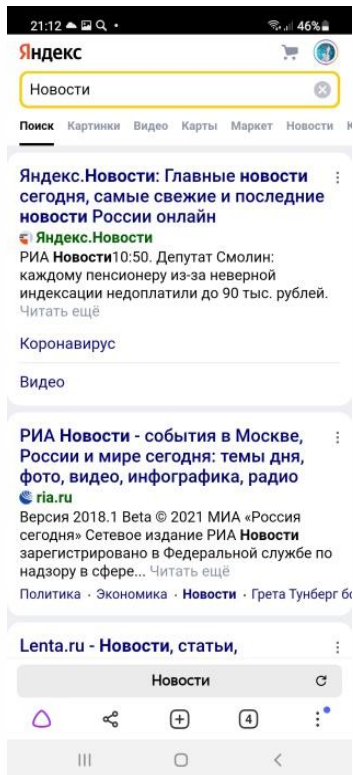 21:12
46%
Яндекс
Новости
Поиск Картинки Видео Карты Маркет Новости К
Яндекс.Новости: Главные новости
сегодня, самые свежие и последние
новости России онлайн
Яндекс.Новости
РИА Новости10:50. Депутат Смолин:
каждому пенсионеру из-за неверной
индексации недоплатили до 90 тыс. рублей.
Читать ещё
Коронавирус
Видео
РИА Новости - события в Москве,
России и мире сегодня: темы дня,
фото, видео, инфографика, радио
ria.ru
Версия 2018.1 Beta © 2021 МИА «Россия
сегодня» Сетевое издание РИА Новости
зарегистрировано в Федеральной службе по
надзору в сфере... Читать ещё
Политика · Экономика · Новости · Грета Тунберг бо
Lenta.ru - Новости, статьи,
Новости
4